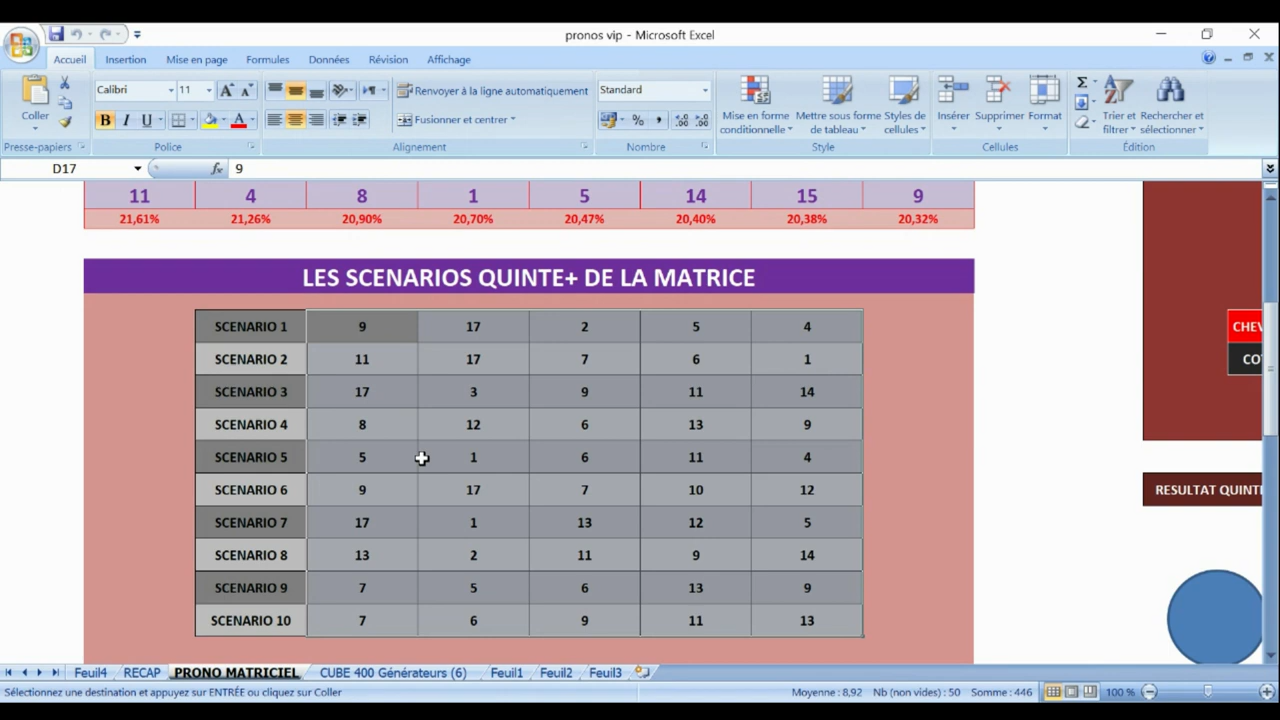 pronos vip - Microsoft Excel
Accueil Insertion Mise en page Formules Données Révision Affichage
Coller
Calibri 11
Renvoyer à la ligne automatiquement
Standard
Mise en forme conditionnelle
Mettre sous forme de tableau
Styles de cellules
Insérer Supprimer Format
Trier et filtrer
Rechercher et sélectionner
Fusionner et centrer
Presse-papiers Police Alignement Nombre Style Cellules Édition
D17 fx 9
11 4 8 1 5 14 15 9
21,61% 21,26% 20,90% 20,70% 20,47% 20,40% 20,38% 20,32%
LES SCENARIOS QUINTE+ DE LA MATRICE
SCENARIO 1 9 17 2 5 4
CHEV
SCENARIO 2 11 17 7 6 1
CO
SCENARIO 3 17 3 9 11 14
SCENARIO 4 8 12 6 13 9
SCENARIO 5 5 1 6 11 4
SCENARIO 6 9 17 7 10 12
RESULTAT QUINT
SCENARIO 7 17 1 13 12 5
SCENARIO 8 13 2 11 9 14
SCENARIO 9 7 5 6 13 9
SCENARIO 10 7 6 9 11 13
Feuil4 RECAP PRONO MATRICIEL CUBE 400 Générateurs (6) Feuil1 Feuil2 Feuil3
Sélectionnez une destination et appuyez sur ENTRÉE ou cliquez sur Coller Moyenne : 8,92 Nb (non vides) : 50 Somme : 446 100 %